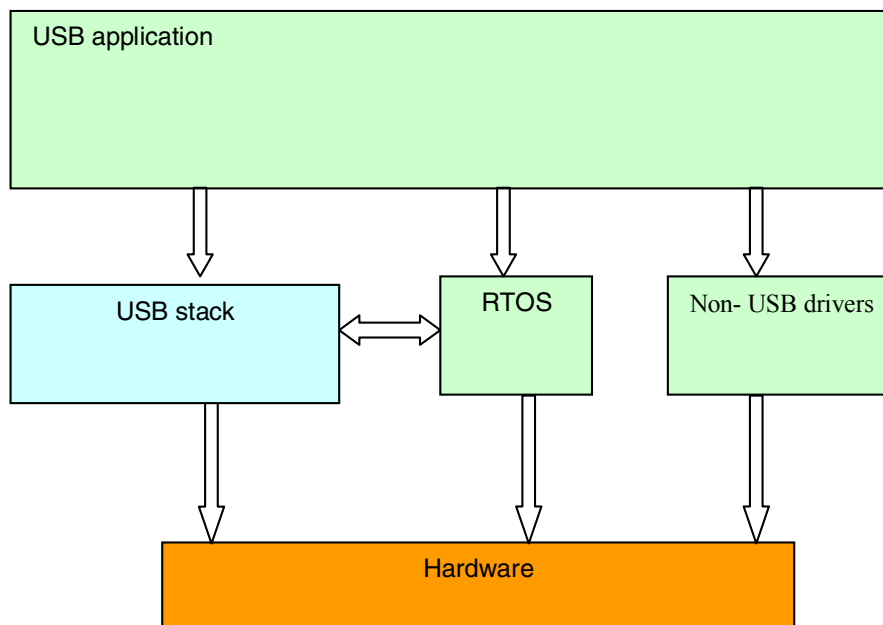 USB application
USB stack
RTOS
Non- USB drivers
Hardware